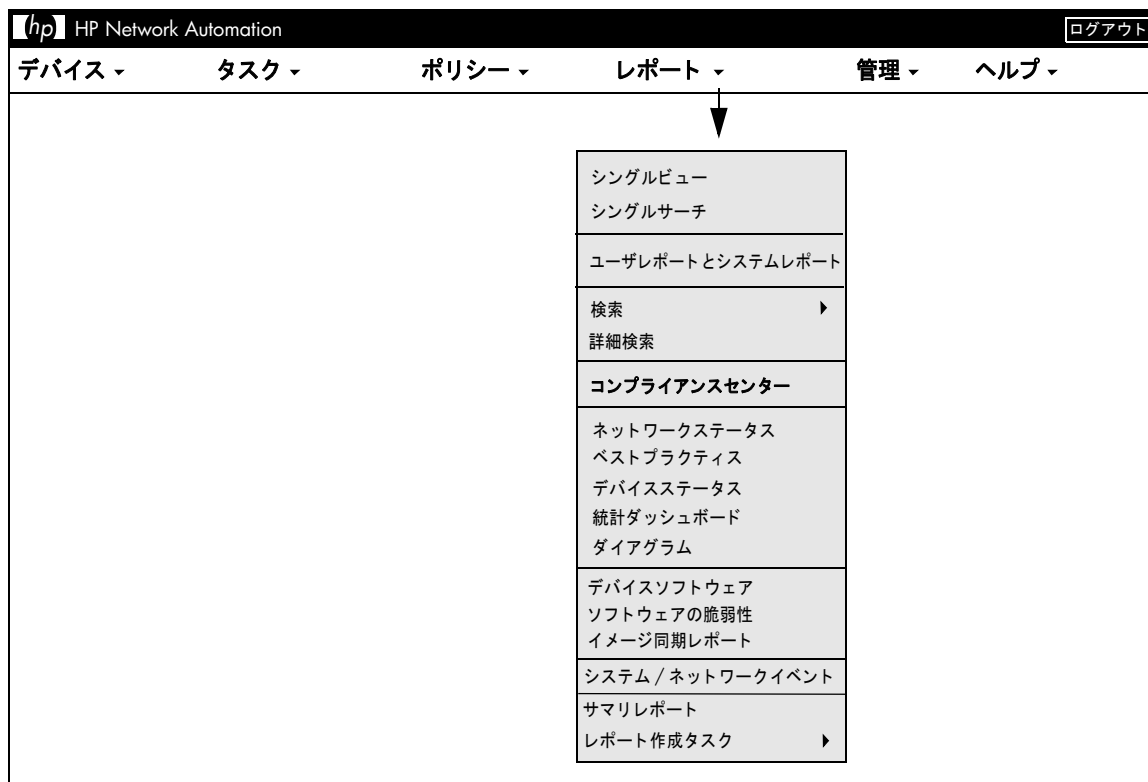 hp HP Network Automation ログアウト
デバイス タスク ポリシー レポート 管理 ヘルプ
シングルビュー
シングルサーチ
ユーザレポートとシステムレポート
検索
詳細検索
コンプライアンスセンター
ネットワークステータス
ベストプラクティス
デバイスステータス
統計ダッシュボード
ダイアグラム
デバイスソフトウェア
ソフトウェアの脆弱性
イメージ同期レポート
システム / ネットワークイベント
サマリレポート
レポート作成タスク